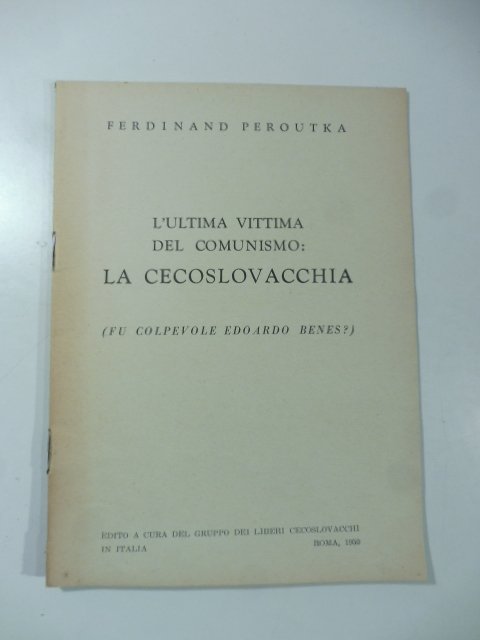 FERDINAND PEROUTKA
L'ULTIMA VITTIMA
DEL COMUNISMO:
LA CECOSLOVACCHIA
(FU COLPEVOLE EDOARDO BENES?)
EDITO A CURA DEL GRUPPO DEI LIBERI CECOSLOVACCHI
IN ITALIA ROMA, 1950